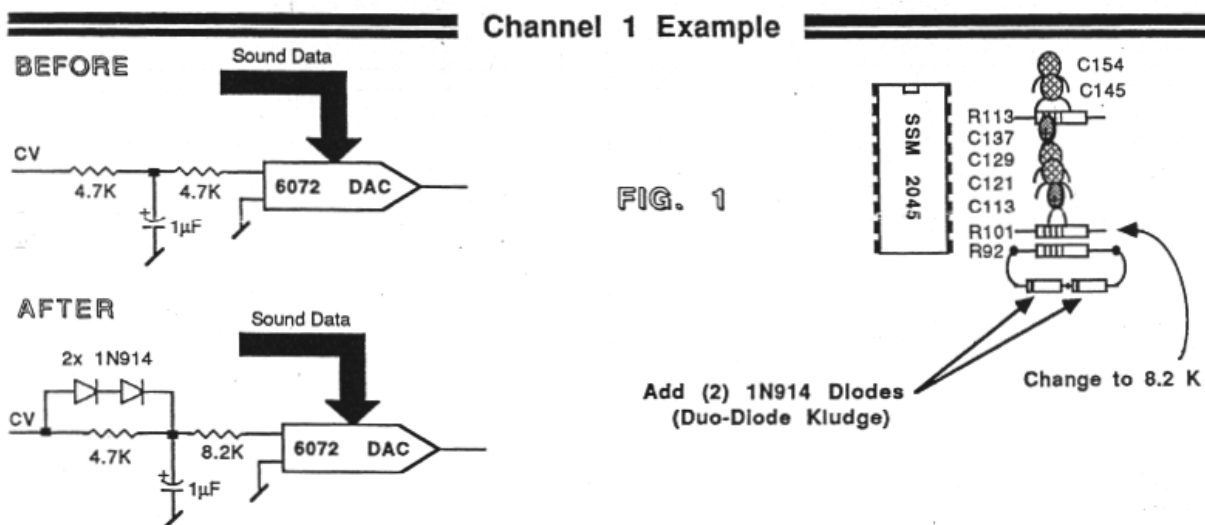 Channel 1 Example
BEFORE
Sound Data
CV
4.7K
4.7K
6072 DAC
+
1µF
AFTER
Sound Data
2x 1N914
CV
4.7K
8.2K
6072 DAC
+
1µF
FIG. 1
SSM 2045
C154
C145
R113
C137
C129
C121
C113
R101
R92
Add (2) 1N914 Diodes
(Duo-Diode Kludge)
Change to 8.2 K